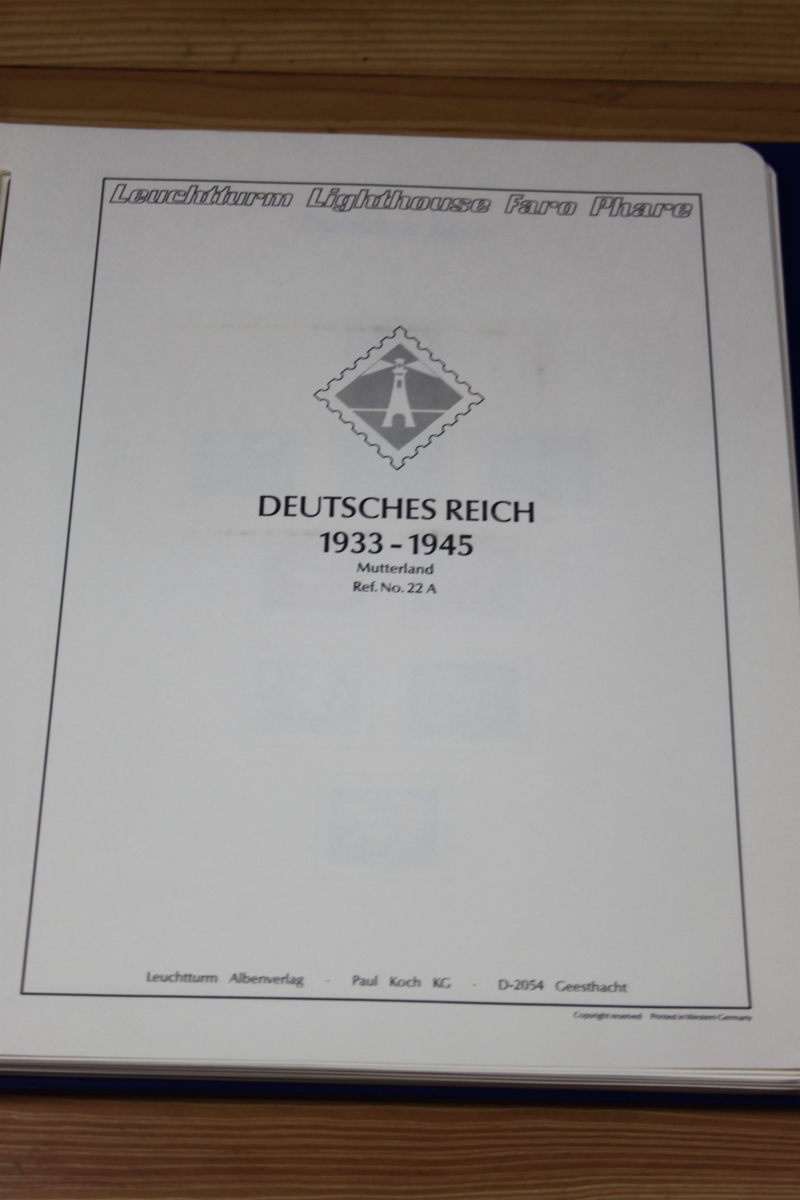 Leuchtturm Lighthouse Faro Phare
DEUTSCHES REICH
1933 - 1945
Mutterland
Ref. No. 22 A
Leuchtturm Albenverlag · Paul Koch KG · D-2054 Geesthacht
Copyright reserved Printed in Western Germany